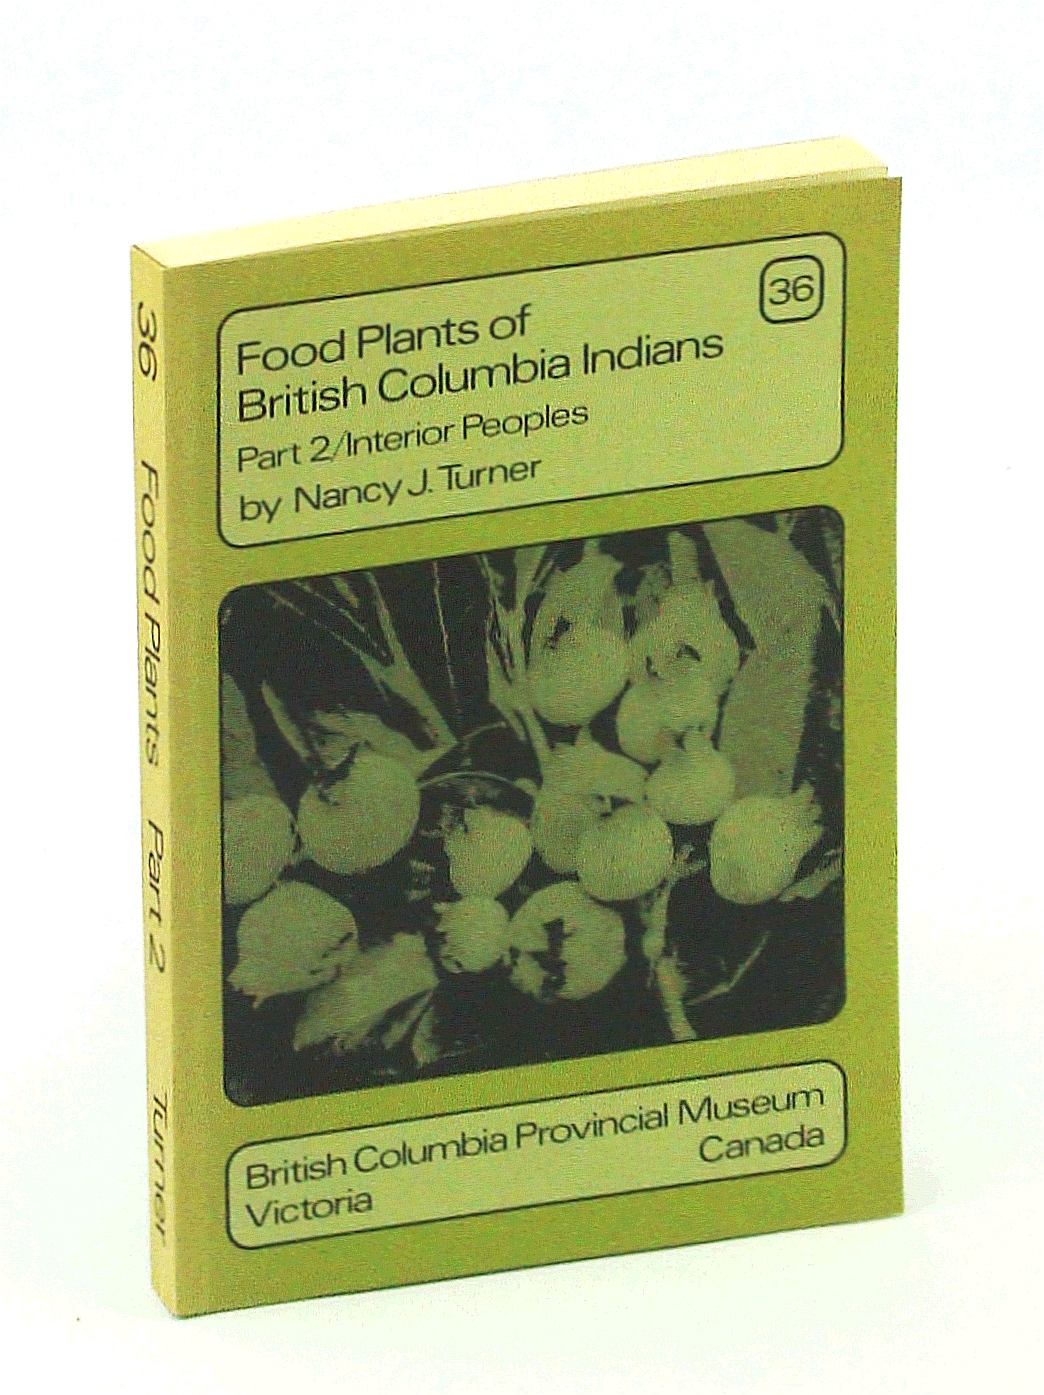 36 Food Plants Part 2 Turner
36
Food Plants of
British Columbia Indians
Part 2/Interior Peoples
by Nancy J. Turner
British Columbia Provincial Museum
Victoria Canada